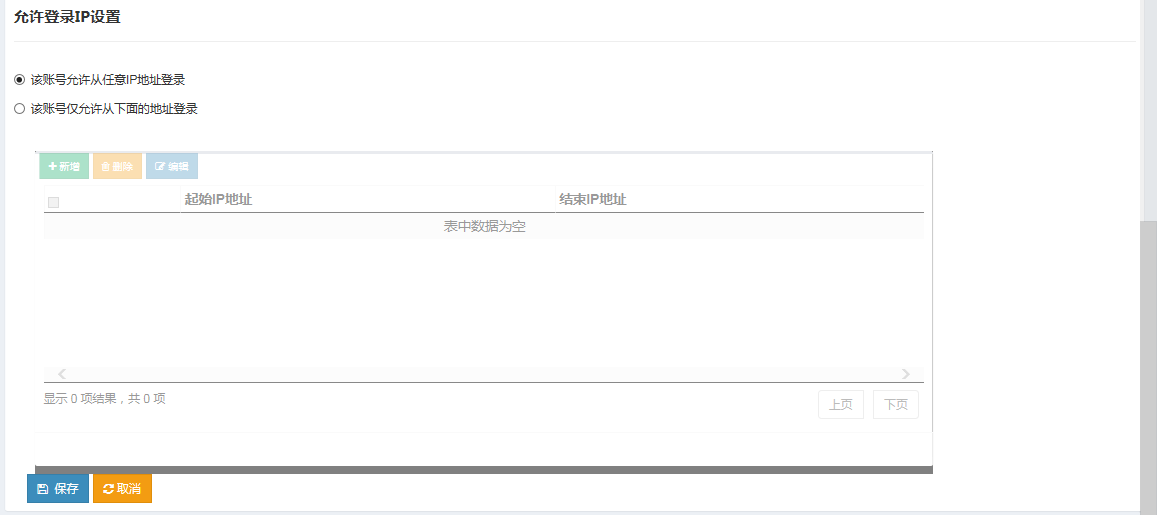 允许登录IP设置
该账号允许从任意IP地址登录
该账号仅允许从下面的地址登录
新增 删除 编辑
起始IP地址 结束IP地址
表中数据为空
显示 0 项结果，共 0 项 上页 下页
保存 取消